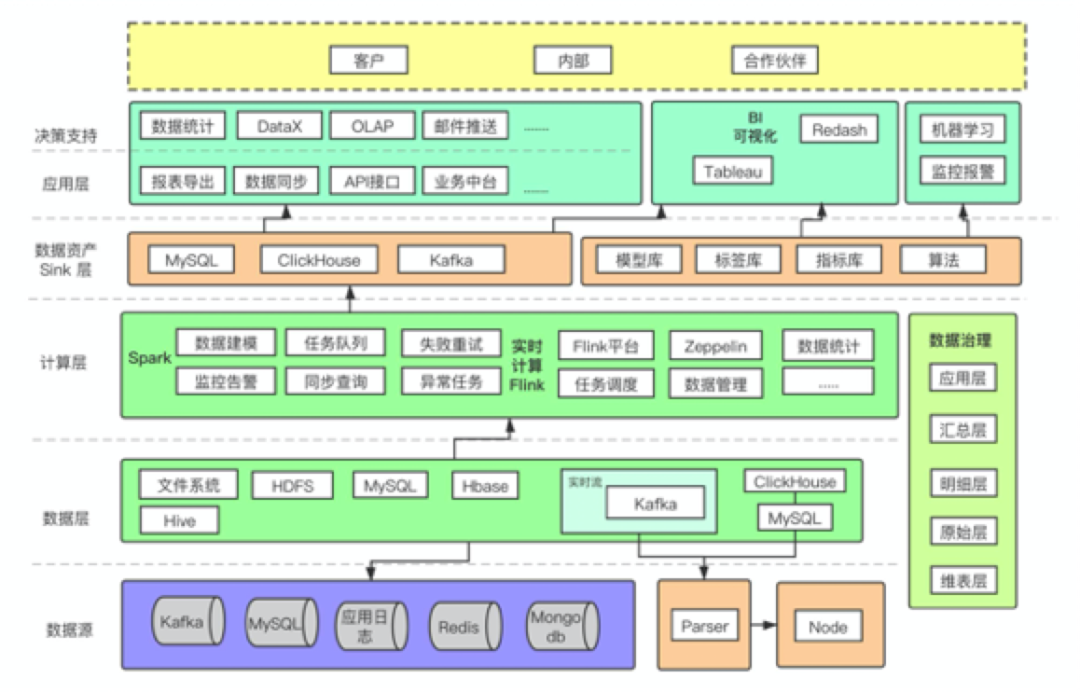 客户
内部
合作伙伴
决策支持
数据统计
DataX
OLAP
邮件推送
......
BI
可视化
Redash
机器学习
应用层
报表导出
数据同步
API接口
业务中台
......
Tableau
监控报警
数据资产
Sink 层
MySQL
ClickHouse
Kafka
模型库
标签库
指标库
算法
计算层
Spark
数据建模
任务队列
失败重试
监控告警
同步查询
异常任务
实时
计算
Flink
Flink平台
Zeppelin
数据统计
任务调度
数据管理
.....
数据治理
应用层
汇总层
明细层
原始层
维表层
数据层
文件系统
HDFS
MySQL
Hbase
Hive
实时流
Kafka
ClickHouse
MySQL
数据源
Kafka
MySQL
应用日
志
Redis
Mongo
db
Parser
Node